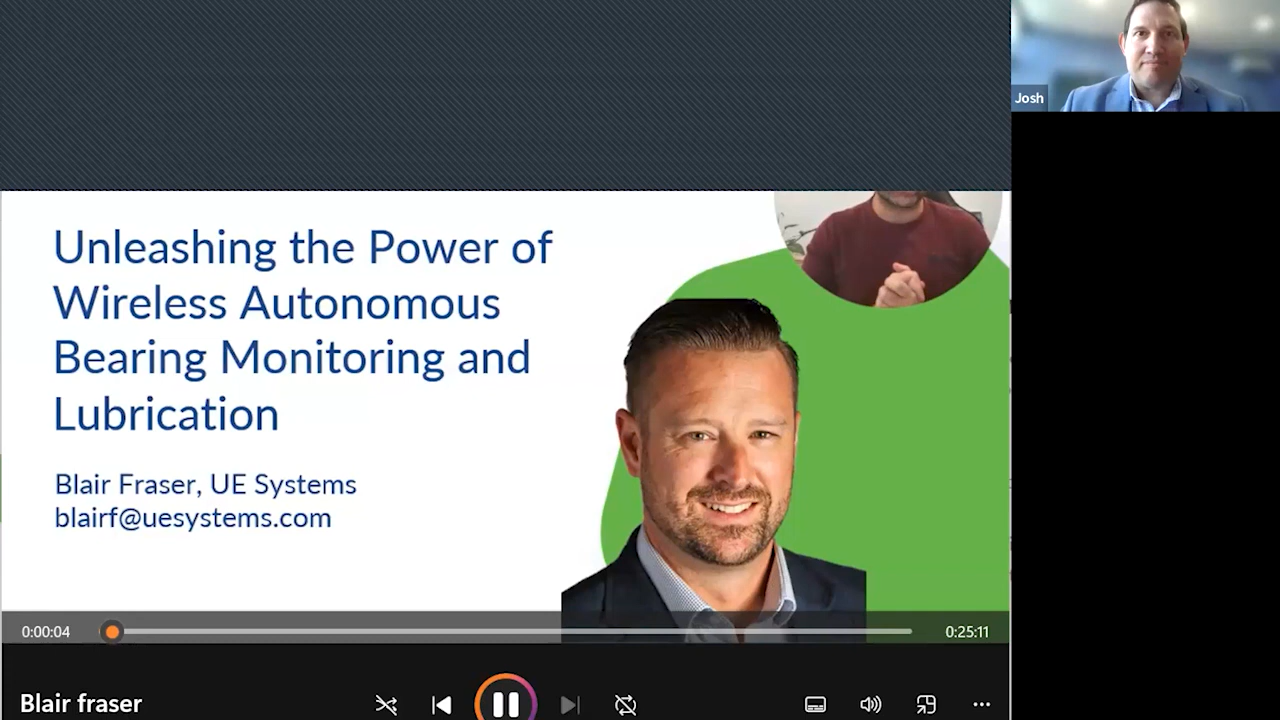 Josh
Unleashing the Power of
Wireless Autonomous
Bearing Monitoring and
Lubrication
Blair Fraser, UE Systems
blairf@uesystems.com
0:00:04
0:25:11
Blair fraser